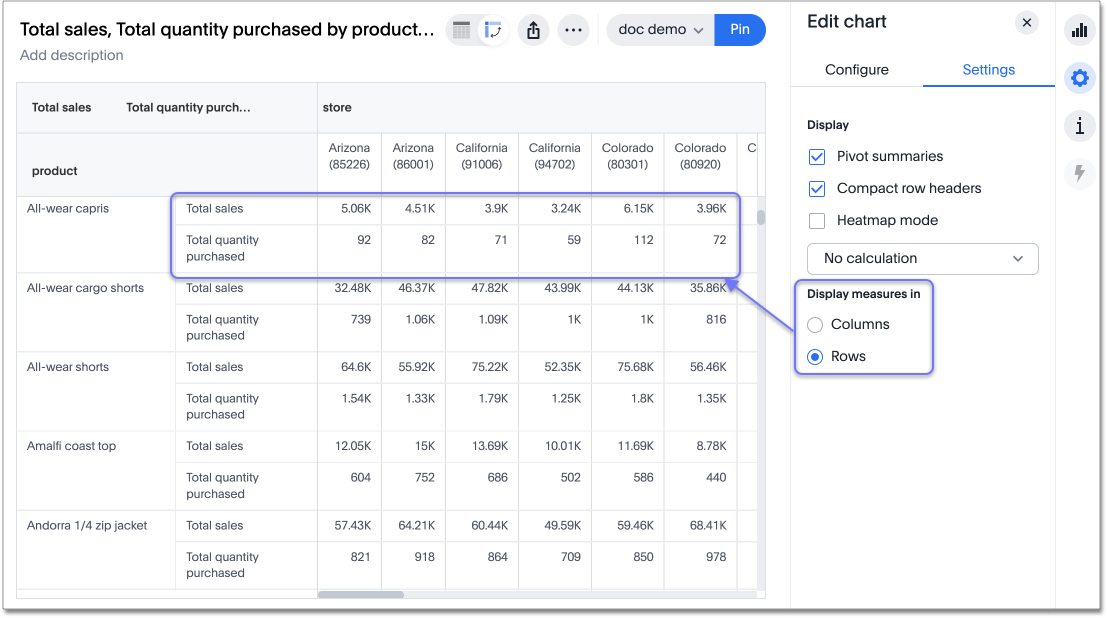 Total sales, Total quantity purchased by product...
Add description
doc demo
Pin
Total sales Total quantity purch... store
product
Arizona (85226) Arizona (86001) California (91006) California (94702) Colorado (80301) Colorado (80920) C
All-wear capris Total sales 5.06K 4.51K 3.9K 3.24K 6.15K 3.96K
Total quantity purchased 92 82 71 59 112 72
All-wear cargo shorts Total sales 32.48K 46.37K 47.82K 43.99K 44.13K 35.86K
Total quantity purchased 739 1.06K 1.09K 1K 1K 816
All-wear shorts Total sales 64.6K 55.92K 75.22K 52.35K 75.68K 56.46K
Total quantity purchased 1.54K 1.33K 1.79K 1.25K 1.8K 1.35K
Amalfi coast top Total sales 12.05K 15K 13.69K 10.01K 11.69K 8.78K
Total quantity purchased 604 752 686 502 586 440
Andorra 1/4 zip jacket Total sales 57.43K 64.21K 60.44K 49.59K 59.46K 68.41K
Total quantity purchased 821 918 864 709 850 978
Edit chart
Configure Settings
Display
Pivot summaries
Compact row headers
Heatmap mode
No calculation
Display measures in
Columns
Rows